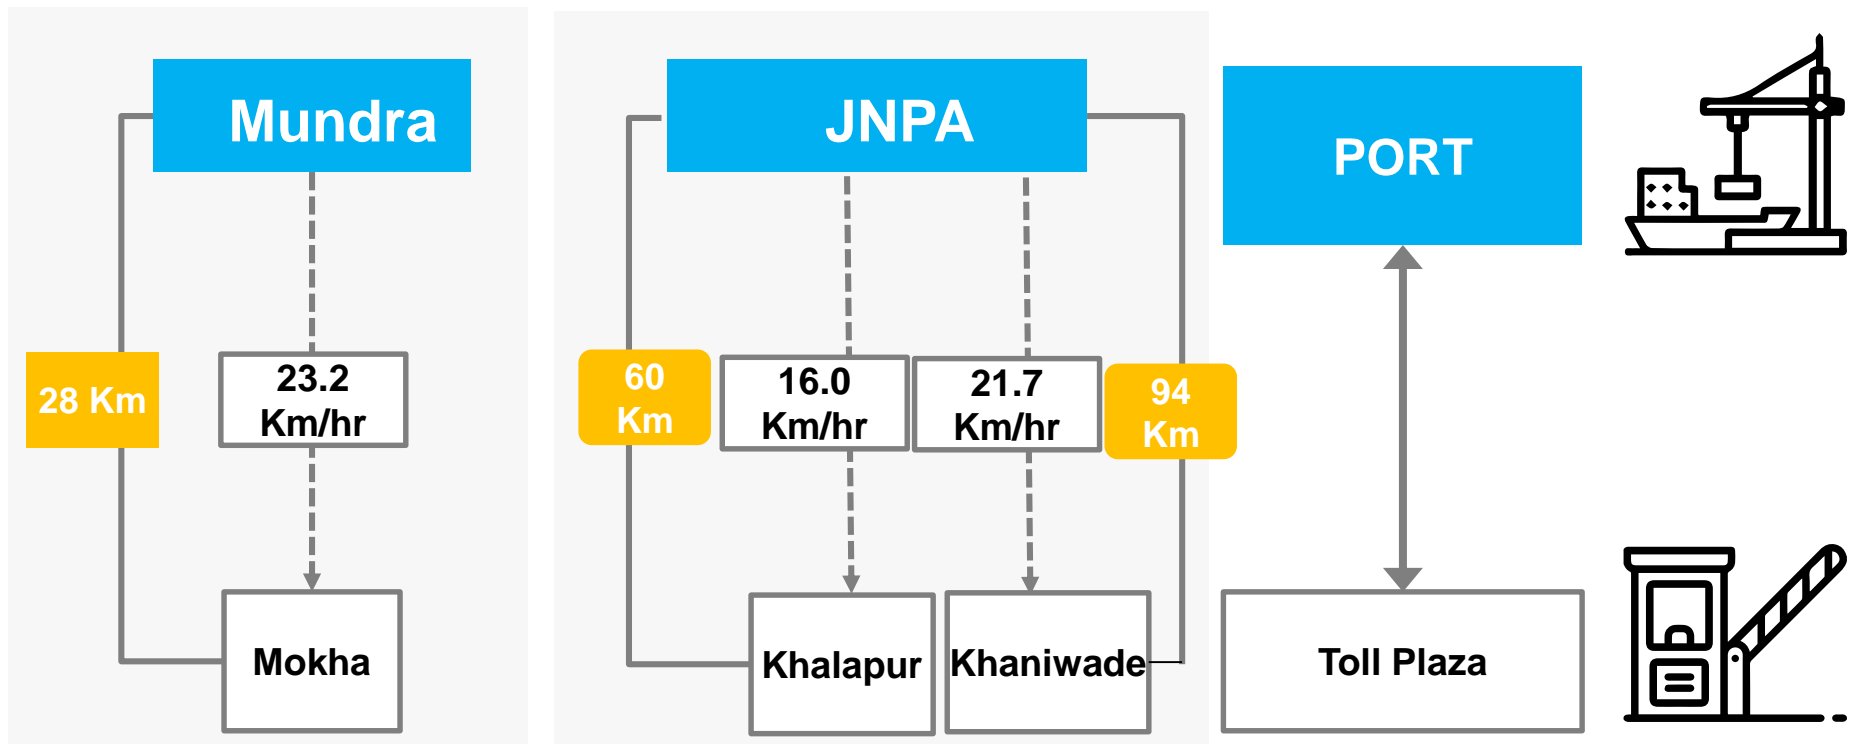 Mundra
JNPA
PORT
28 Km
23.2
Km/hr
60
Km
16.0
Km/hr
21.7
Km/hr
94
Km
Mokha
Khalapur
Khaniwade
Toll Plaza